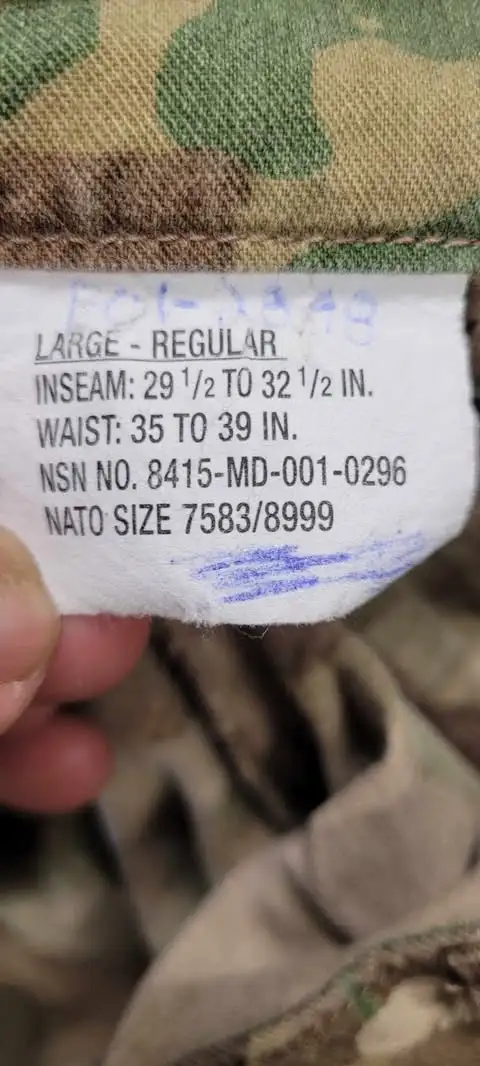 LARGE - REGULAR
INSEAM: 29 1/2 TO 32 1/2 IN.
WAIST: 35 TO 39 IN.
NSN NO. 8415-MD-001-0296
NATO SIZE 7583/8999